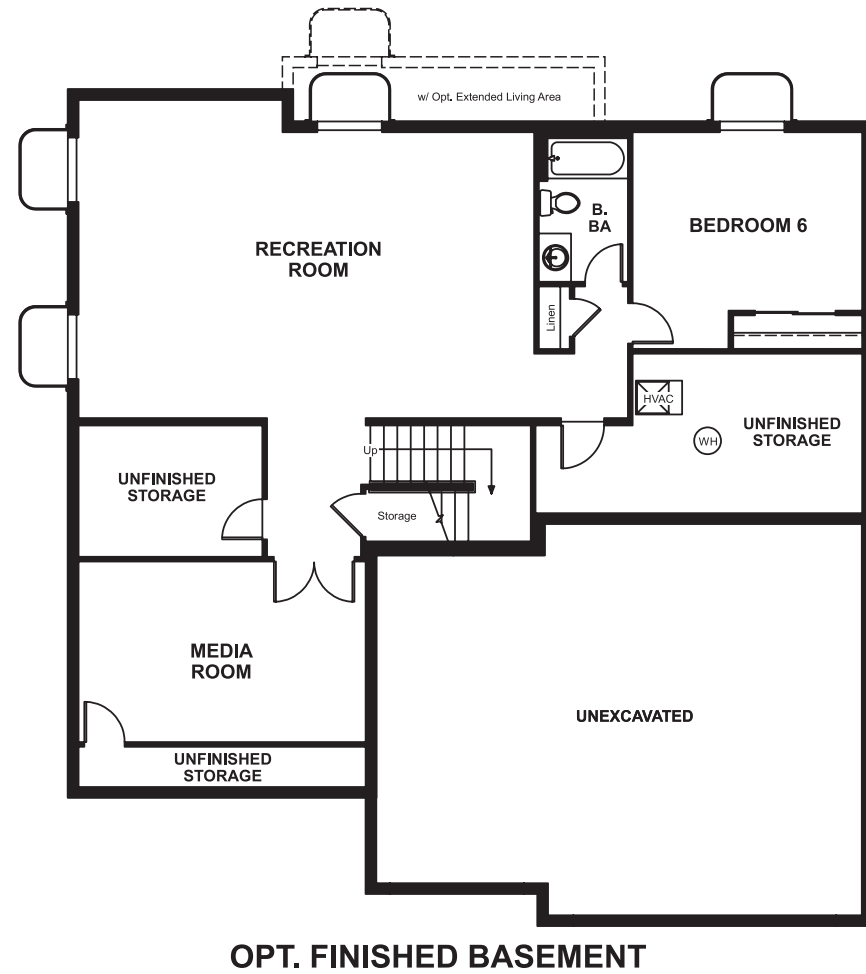 w/ Opt. Extended Living Area
RECREATION
ROOM
B.
BA
BEDROOM 6
Linen
HVAC
WH
UNFINISHED
STORAGE
Up
UNFINISHED
STORAGE
Storage
MEDIA
ROOM
UNEXCAVATED
UNFINISHED
STORAGE
OPT. FINISHED BASEMENT